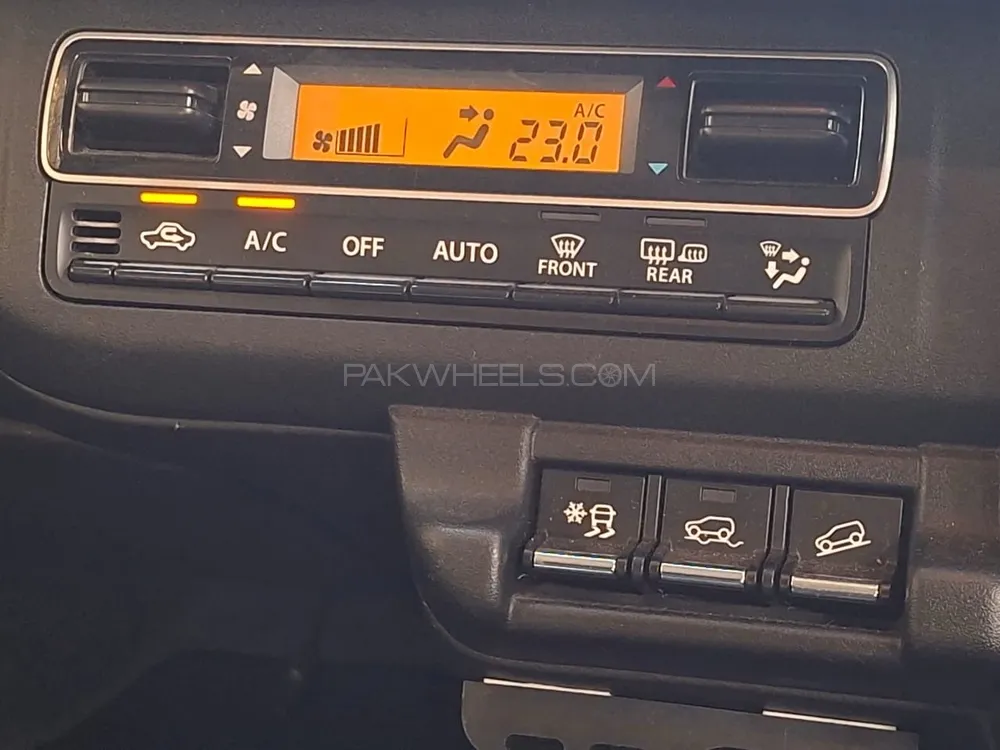 A/C
23.0
A/C OFF AUTO FRONT REAR
PAKWHEELS.COM